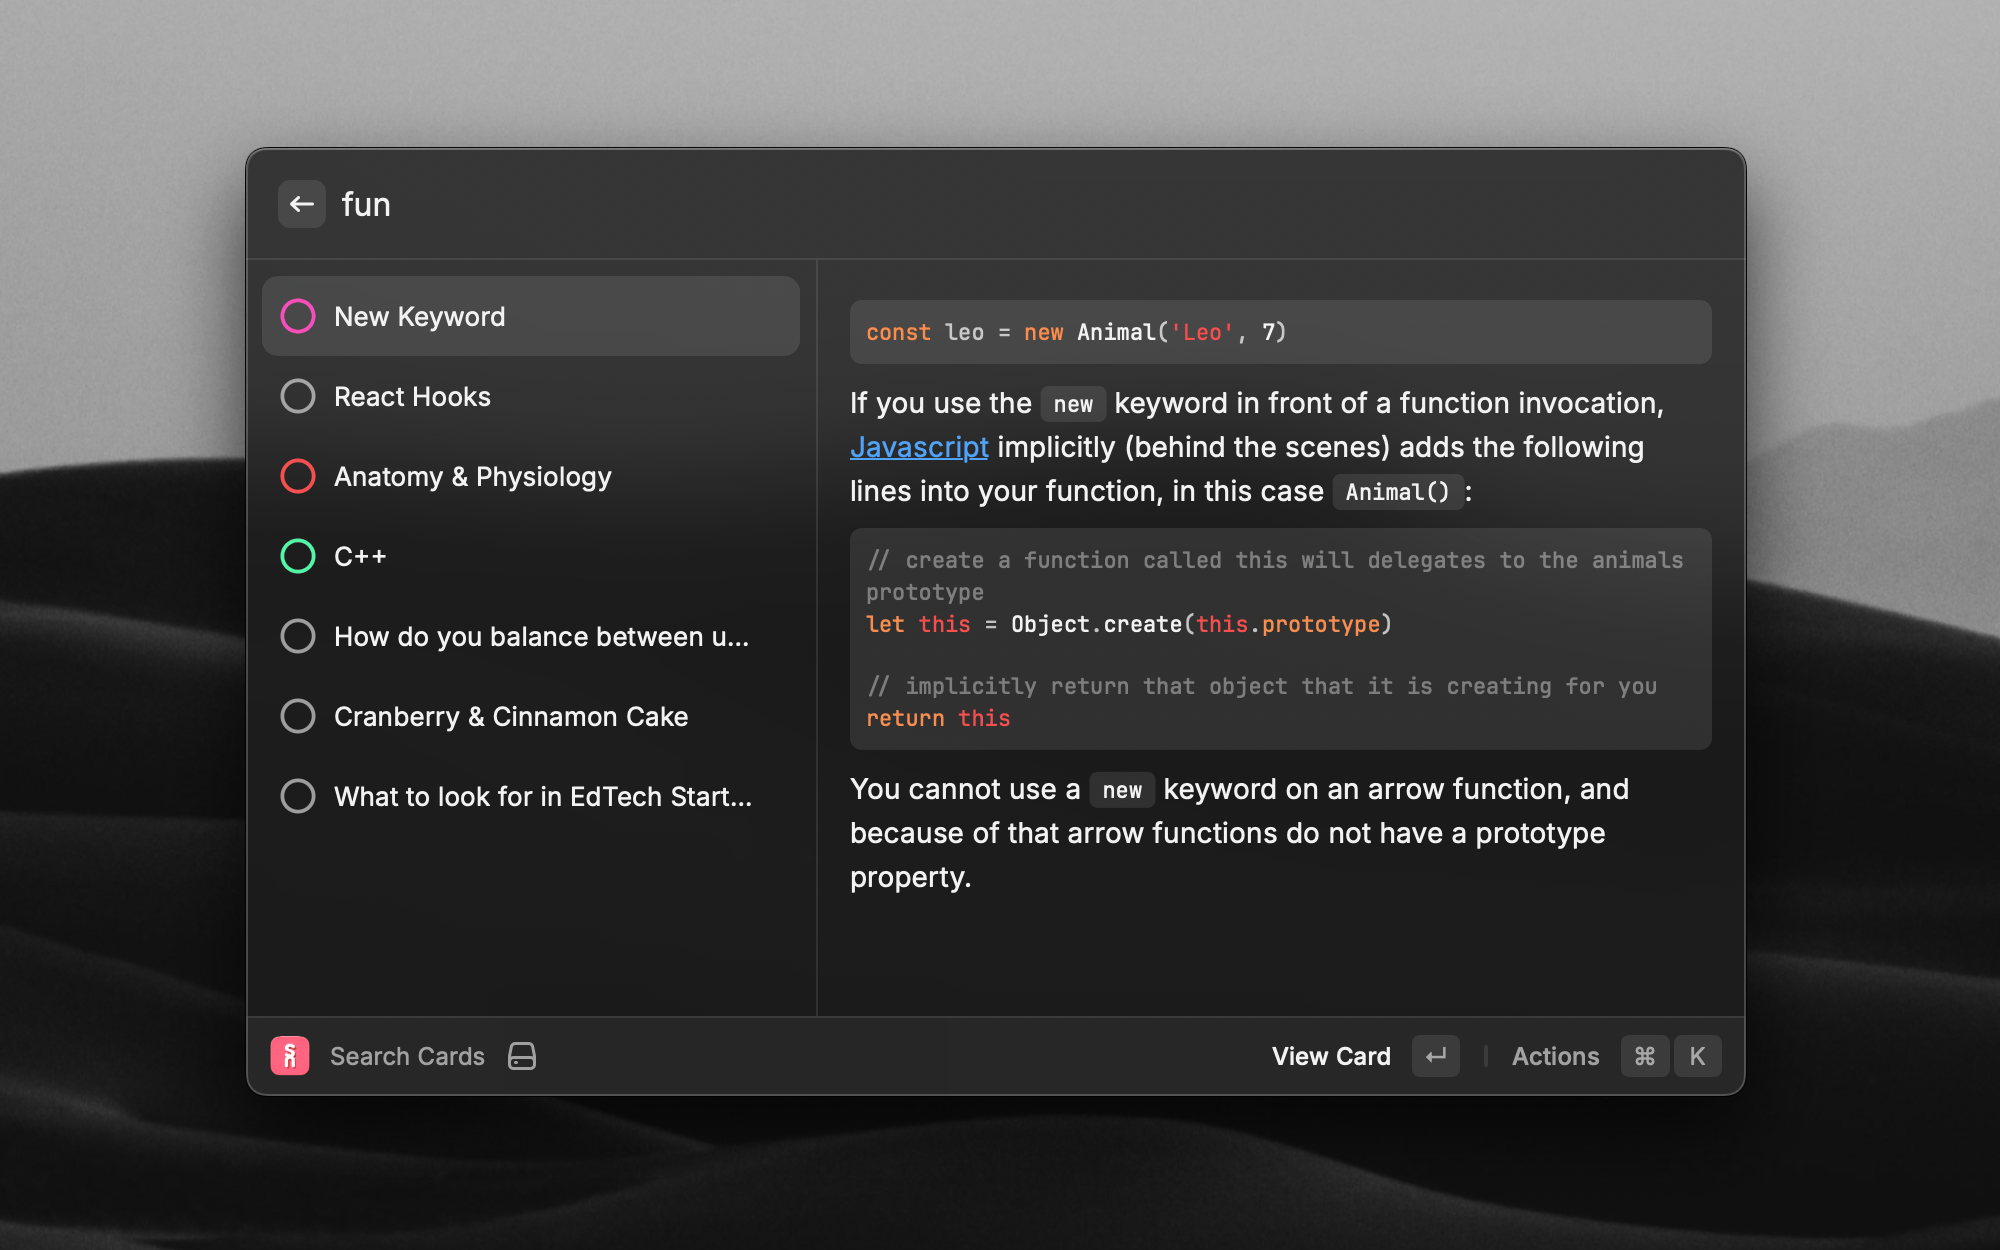 fun
New Keyword
React Hooks
Anatomy & Physiology
C++
How do you balance between u...
Cranberry & Cinnamon Cake
What to look for in EdTech Start...
const leo = new Animal('Leo', 7)
If you use the new keyword in front of a function invocation,
Javascript implicitly (behind the scenes) adds the following
lines into your function, in this case Animal() :
// create a function called this will delegates to the animals
prototype
let this = Object.create(this.prototype)
// implicitly return that object that it is creating for you
return this
You cannot use a new keyword on an arrow function, and
because of that arrow functions do not have a prototype
property.
Search Cards
View Card
Actions ⌘ K